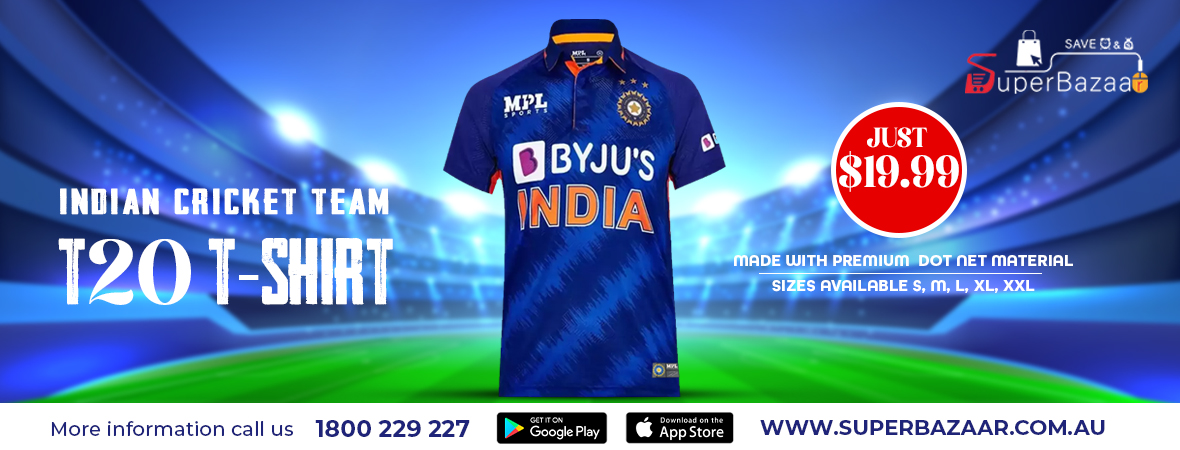 SAVE &
SuperBazaar
MPL
MPL
SPORTS
BYJU'S
INDIA
MPL
INDIAN CRICKET TEAM
T20 T-SHIRT
JUST
$19.99
MADE WITH PREMIUM DOT NET MATERIAL
SIZES AVAILABLE S, M, L, XL, XXL
More information call us 1800 229 227
GET IT ON
Google Play
Download on the
App Store
WWW.SUPERBAZAAR.COM.AU